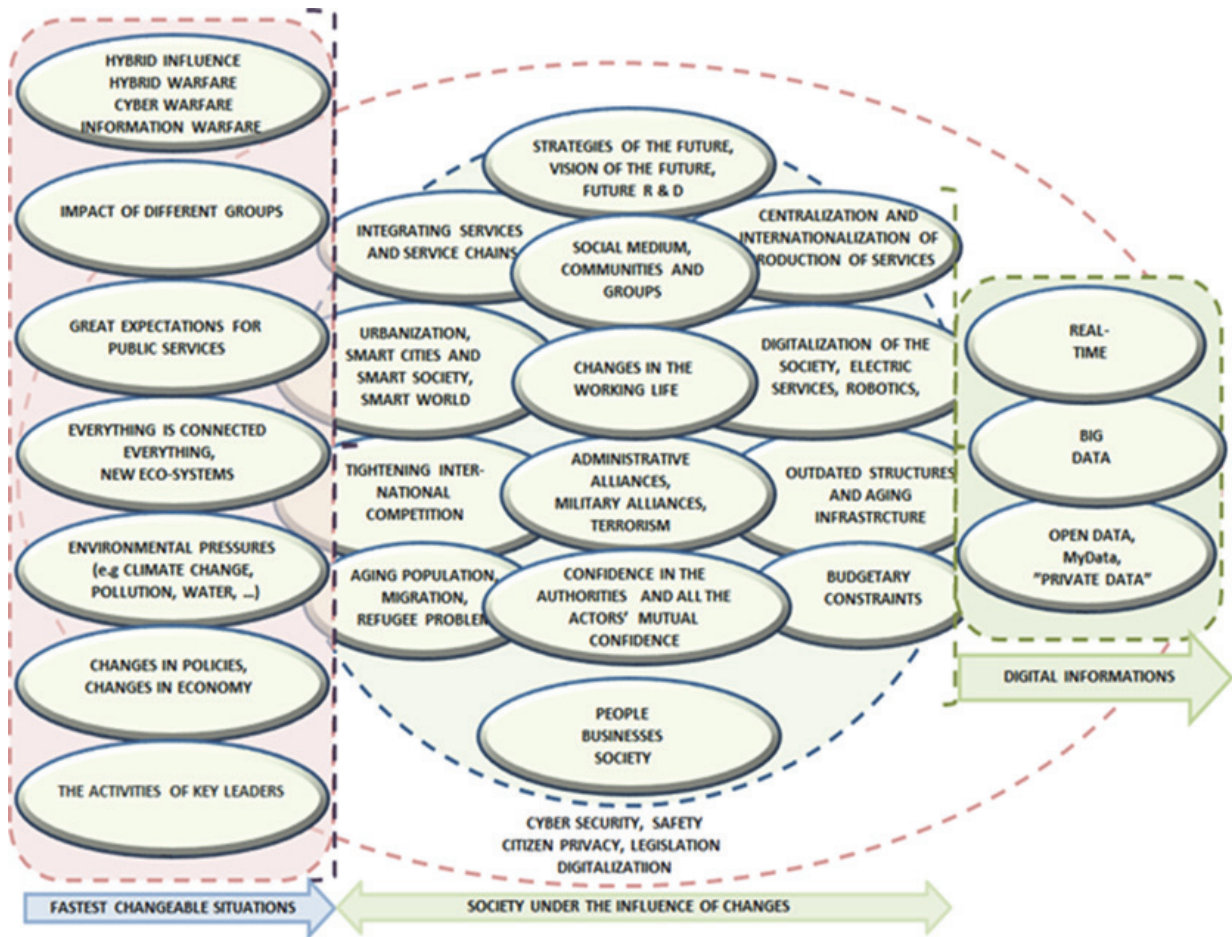 HYBRID INFLUENCE
HYBRID WARFARE
CYBER WARFARE
INFORMATION WARFARE
IMPACT OF DIFFERENT GROUPS
GREAT EXPECTATIONS FOR
PUBLIC SERVICES
EVERYTHING IS CONNECTED
EVERYTHING,
NEW ECO-SYSTEMS
ENVIRONMENTAL PRESSURES
(e.g CLIMATE CHANGE,
POLLUTION, WATER, ...)
CHANGES IN POLICIES,
CHANGES IN ECONOMY
THE ACTIVITIES OF KEY LEADERS
FASTEST CHANGEABLE SITUATIONS
STRATEGIES OF THE FUTURE,
VISION OF THE FUTURE,
FUTURE R & D
INTEGRATING SERVICES
AND SERVICE CHAINS
SOCIAL MEDIUM,
COMMUNITIES AND
GROUPS
CENTRALIZATION AND
INTERNATIONALIZATION OF
RODUCTION OF SERVICES
URBANIZATION,
SMART CITIES AND
SMART SOCIETY,
SMART WORLD
CHANGES IN THE
WORKING LIFE
DIGITALIZATION OF THE
SOCIETY, ELECTRIC
SERVICES, ROBOTICS,
TIGHTENING INTER-
NATIONAL
COMPETITION
ADMINISTRATIVE
ALLIANCES,
MILITARY ALLIANCES,
TERRORISM
OUTDATED STRUCTURES
AND AGING
INFRASTRCTURE
AGING POPULATION,
MIGRATION,
REFUGEE PROBLEM
CONFIDENCE IN THE
AUTHORITIES AND ALL THE
ACTORS' MUTUAL
CONFIDENCE
BUDGETARY
CONSTRAINTS
PEOPLE
BUSINESSES
SOCIETY
CYBER SECURITY, SAFETY
CITIZEN PRIVACY, LEGISLATION
DIGITALIZATIION
SOCIETY UNDER THE INFLUENCE OF CHANGES
REAL-
TIME
BIG
DATA
OPEN DATA,
MyData,
"PRIVATE DATA"
DIGITAL INFORMATIONS